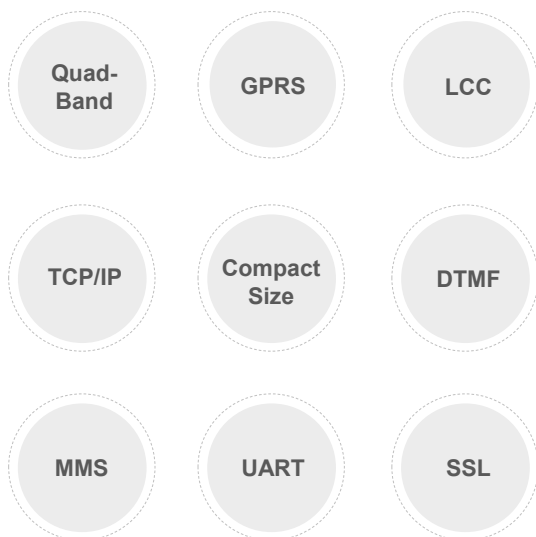 Quad-
Band
GPRS
LCC
TCP/IP
Compact
Size
DTMF
MMS
UART
SSL